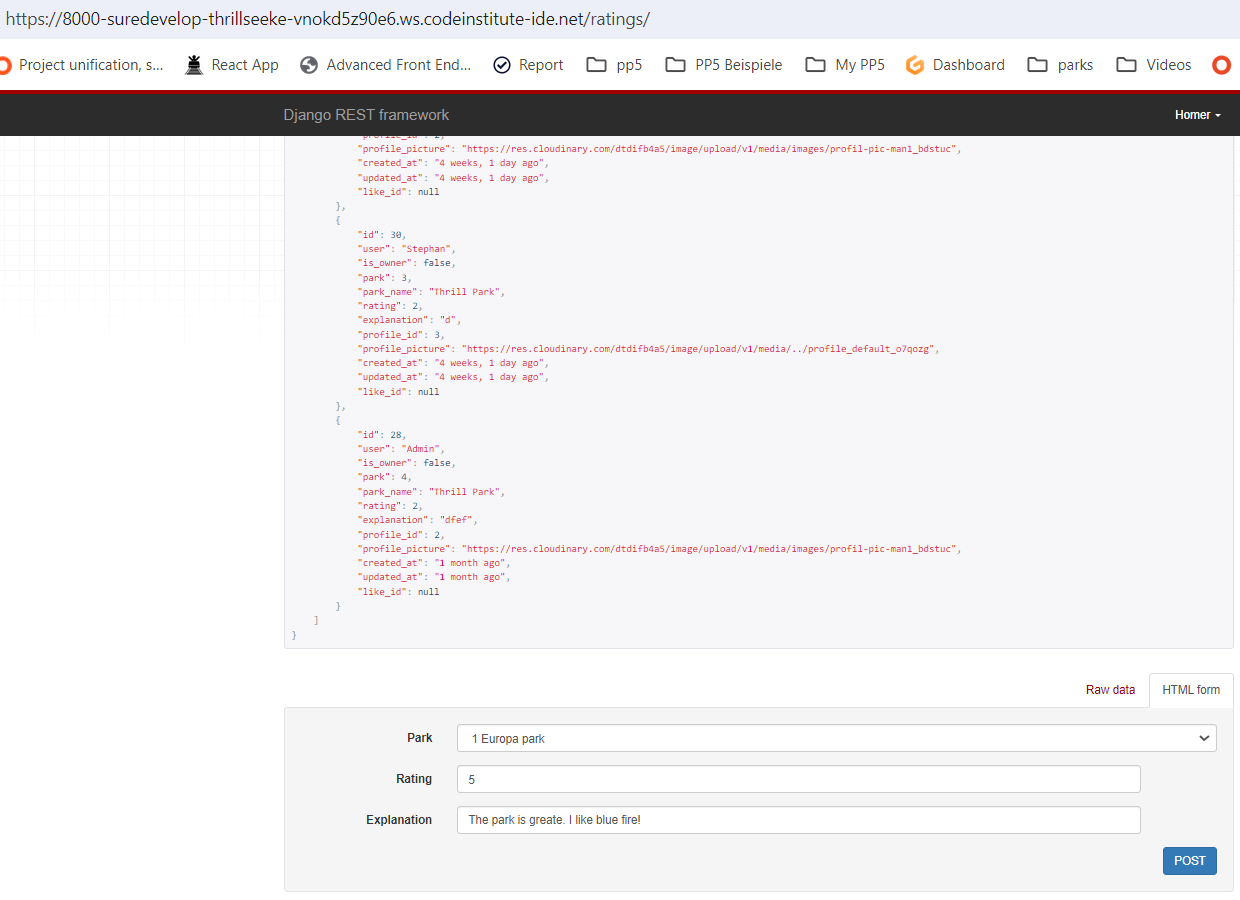 https://8000-suredevelop-thrillseeke-vnokd5z90e6.ws.codeinstitute-ide.net/ratings/
Project unification, s... React App Advanced Front End... Report pp5 PP5 Beispiele My PP5 Dashboard parks Videos
Django REST framework Homer
"profile_id": 2,
"profile_picture": "https://res.cloudinary.com/dtdifb4a5/image/upload/v1/media/images/profil-pic-man1_bdstuc",
"created_at": "4 weeks, 1 day ago",
"updated_at": "4 weeks, 1 day ago",
"like_id": null
},
{
"id": 30,
"user": "Stephan",
"is_owner": false,
"park": 3,
"park_name": "Thrill Park",
"rating": 2,
"explanation": "d",
"profile_id": 3,
"profile_picture": "https://res.cloudinary.com/dtdifb4a5/image/upload/v1/media/../profile_default_o7qozg",
"created_at": "4 weeks, 1 day ago",
"updated_at": "4 weeks, 1 day ago",
"like_id": null
},
{
"id": 28,
"user": "Admin",
"is_owner": false,
"park": 4,
"park_name": "Thrill Park",
"rating": 2,
"explanation": "dfef",
"profile_id": 2,
"profile_picture": "https://res.cloudinary.com/dtdifb4a5/image/upload/v1/media/images/profil-pic-man1_bdstuc",
"created_at": "1 month ago",
"updated_at": "1 month ago",
"like_id": null
}
]
}
Raw data HTML form
Park 1 Europa park
Rating 5
Explanation The park is greate. I like blue fire!
POST